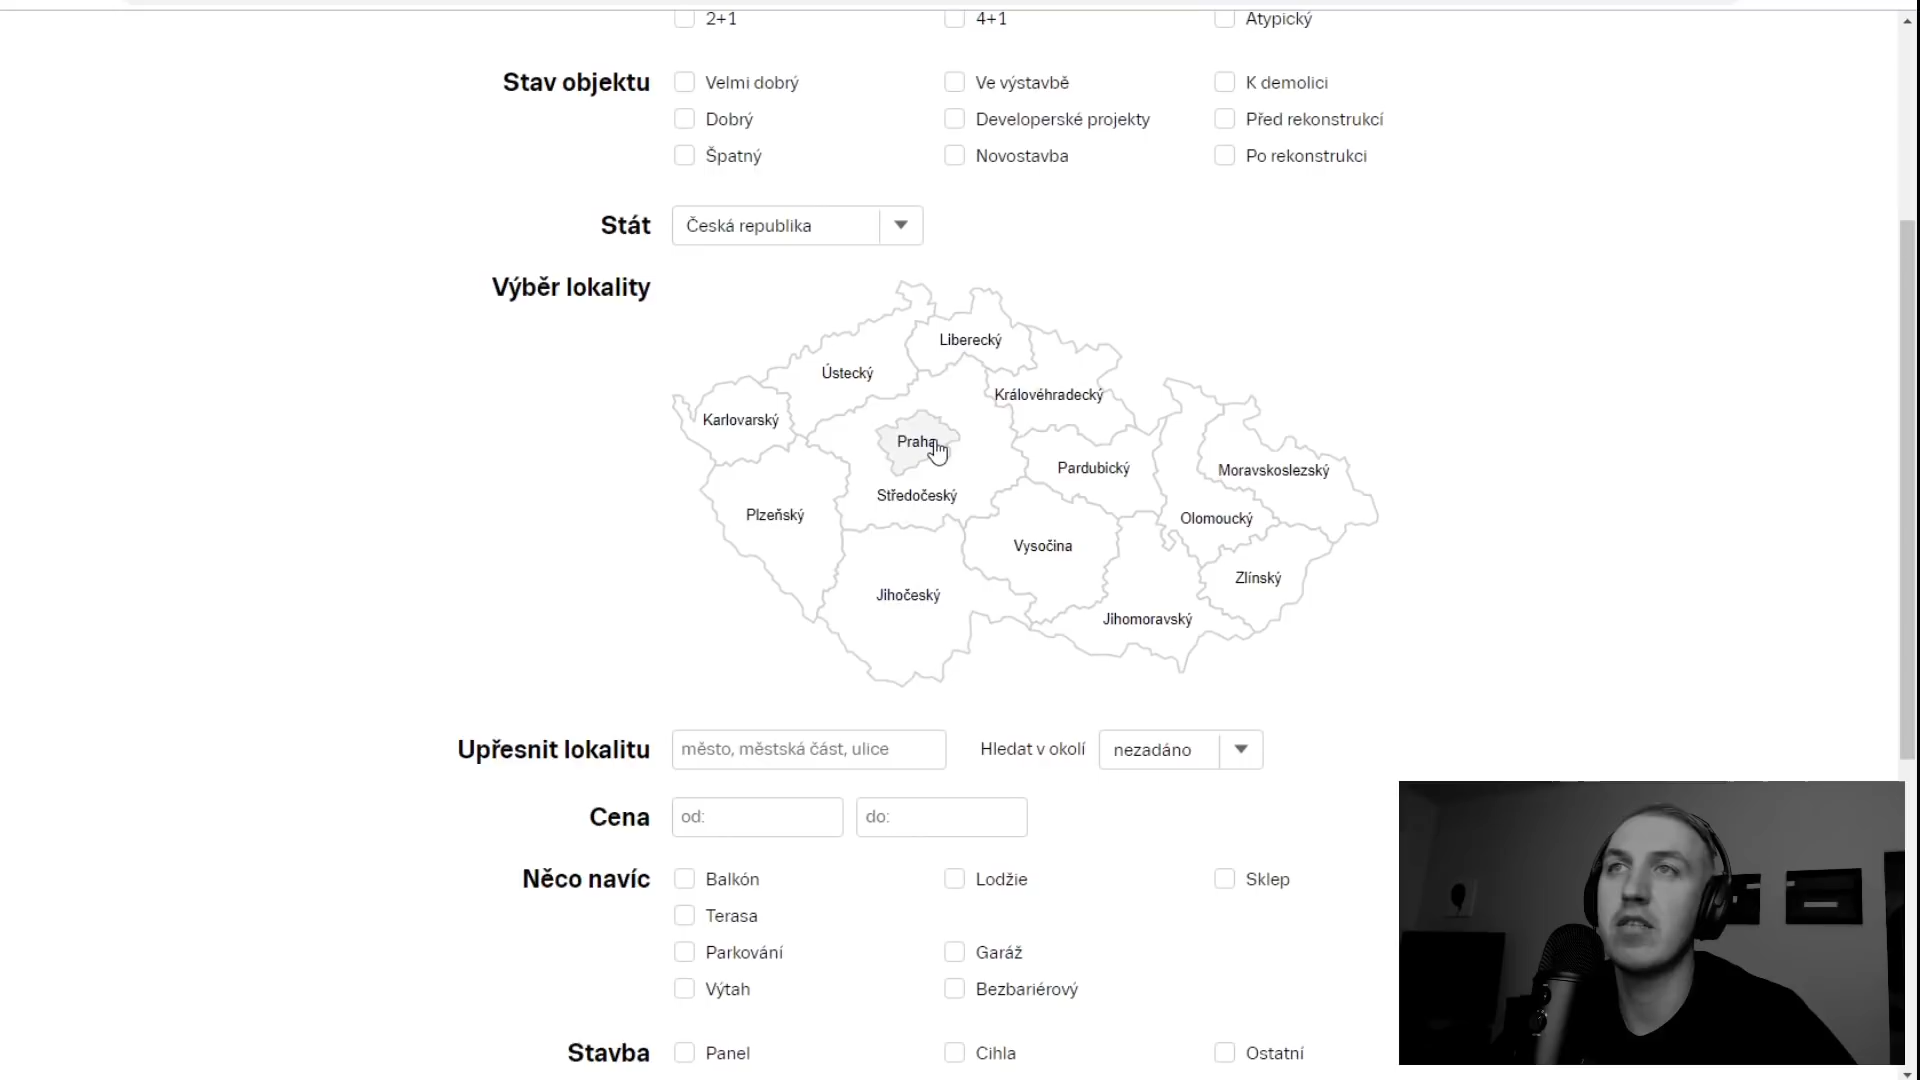 2+1 4+1 Atypický
Stav objektu Velmi dobrý Ve výstavbě K demolici
Dobrý Developerské projekty Před rekonstrukcí
Špatný Novostavba Po rekonstrukci
Stát Česká republika
Výběr lokality
Liberecký
Ústecký
Královéhradecký
Karlovarský
Praha
Pardubický
Moravskoslezský
Středočeský
Plzeňský
Olomoucký
Vysočina
Zlínský
Jihočeský
Jihomoravský
Upřesnit lokalitu město, městská část, ulice Hledat v okolí nezadáno
Cena od: do:
Něco navíc Balkón Lodžie Sklep
Terasa
Parkování Garáž
Výtah Bezbariérový
Stavba Panel Cihla Ostatní